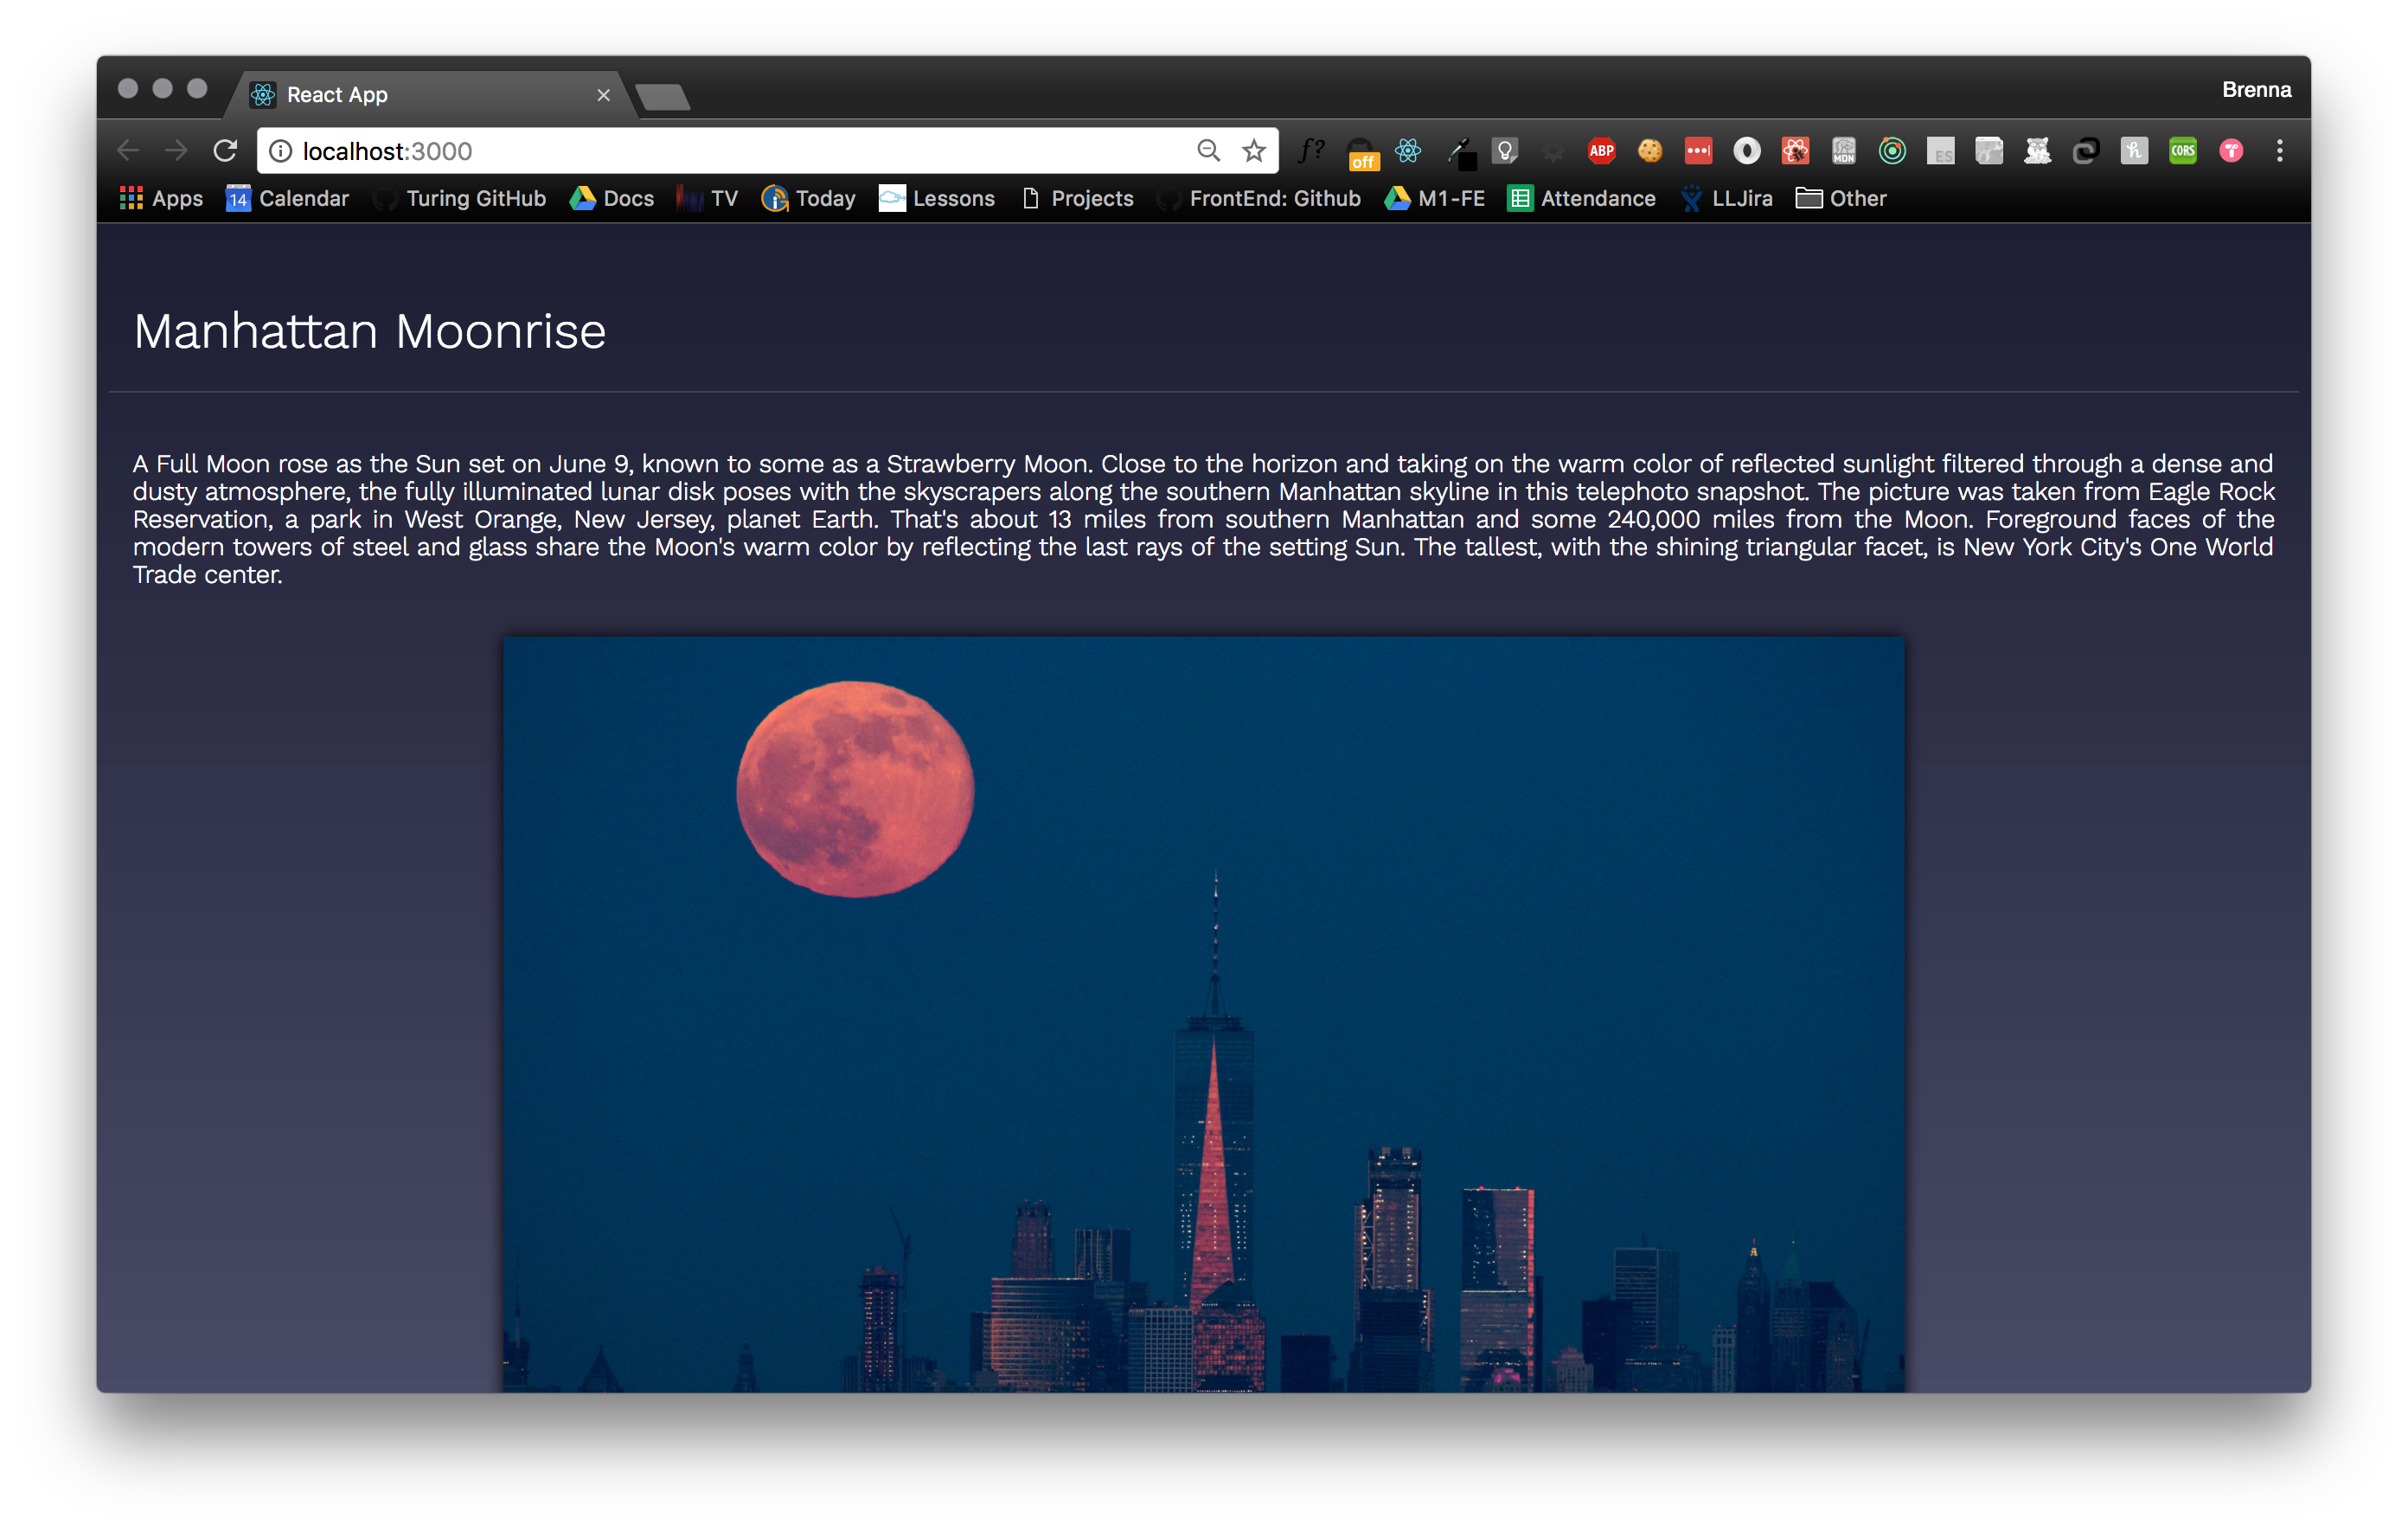 React App
Brenna
localhost:3000
f? off ABP MDN ES h CORS T
Apps 14 Calendar Turing GitHub Docs TV Today Lessons Projects FrontEnd: Github M1-FE Attendance LLJira Other
Manhattan Moonrise
A Full Moon rose as the Sun set on June 9, known to some as a Strawberry Moon. Close to the horizon and taking on the warm color of reflected sunlight filtered through a dense and
dusty atmosphere, the fully illuminated lunar disk poses with the skyscrapers along the southern Manhattan skyline in this telephoto snapshot. The picture was taken from Eagle Rock
Reservation, a park in West Orange, New Jersey, planet Earth. That's about 13 miles from southern Manhattan and some 240,000 miles from the Moon. Foreground faces of the
modern towers of steel and glass share the Moon's warm color by reflecting the last rays of the setting Sun. The tallest, with the shining triangular facet, is New York City's One World
Trade center.